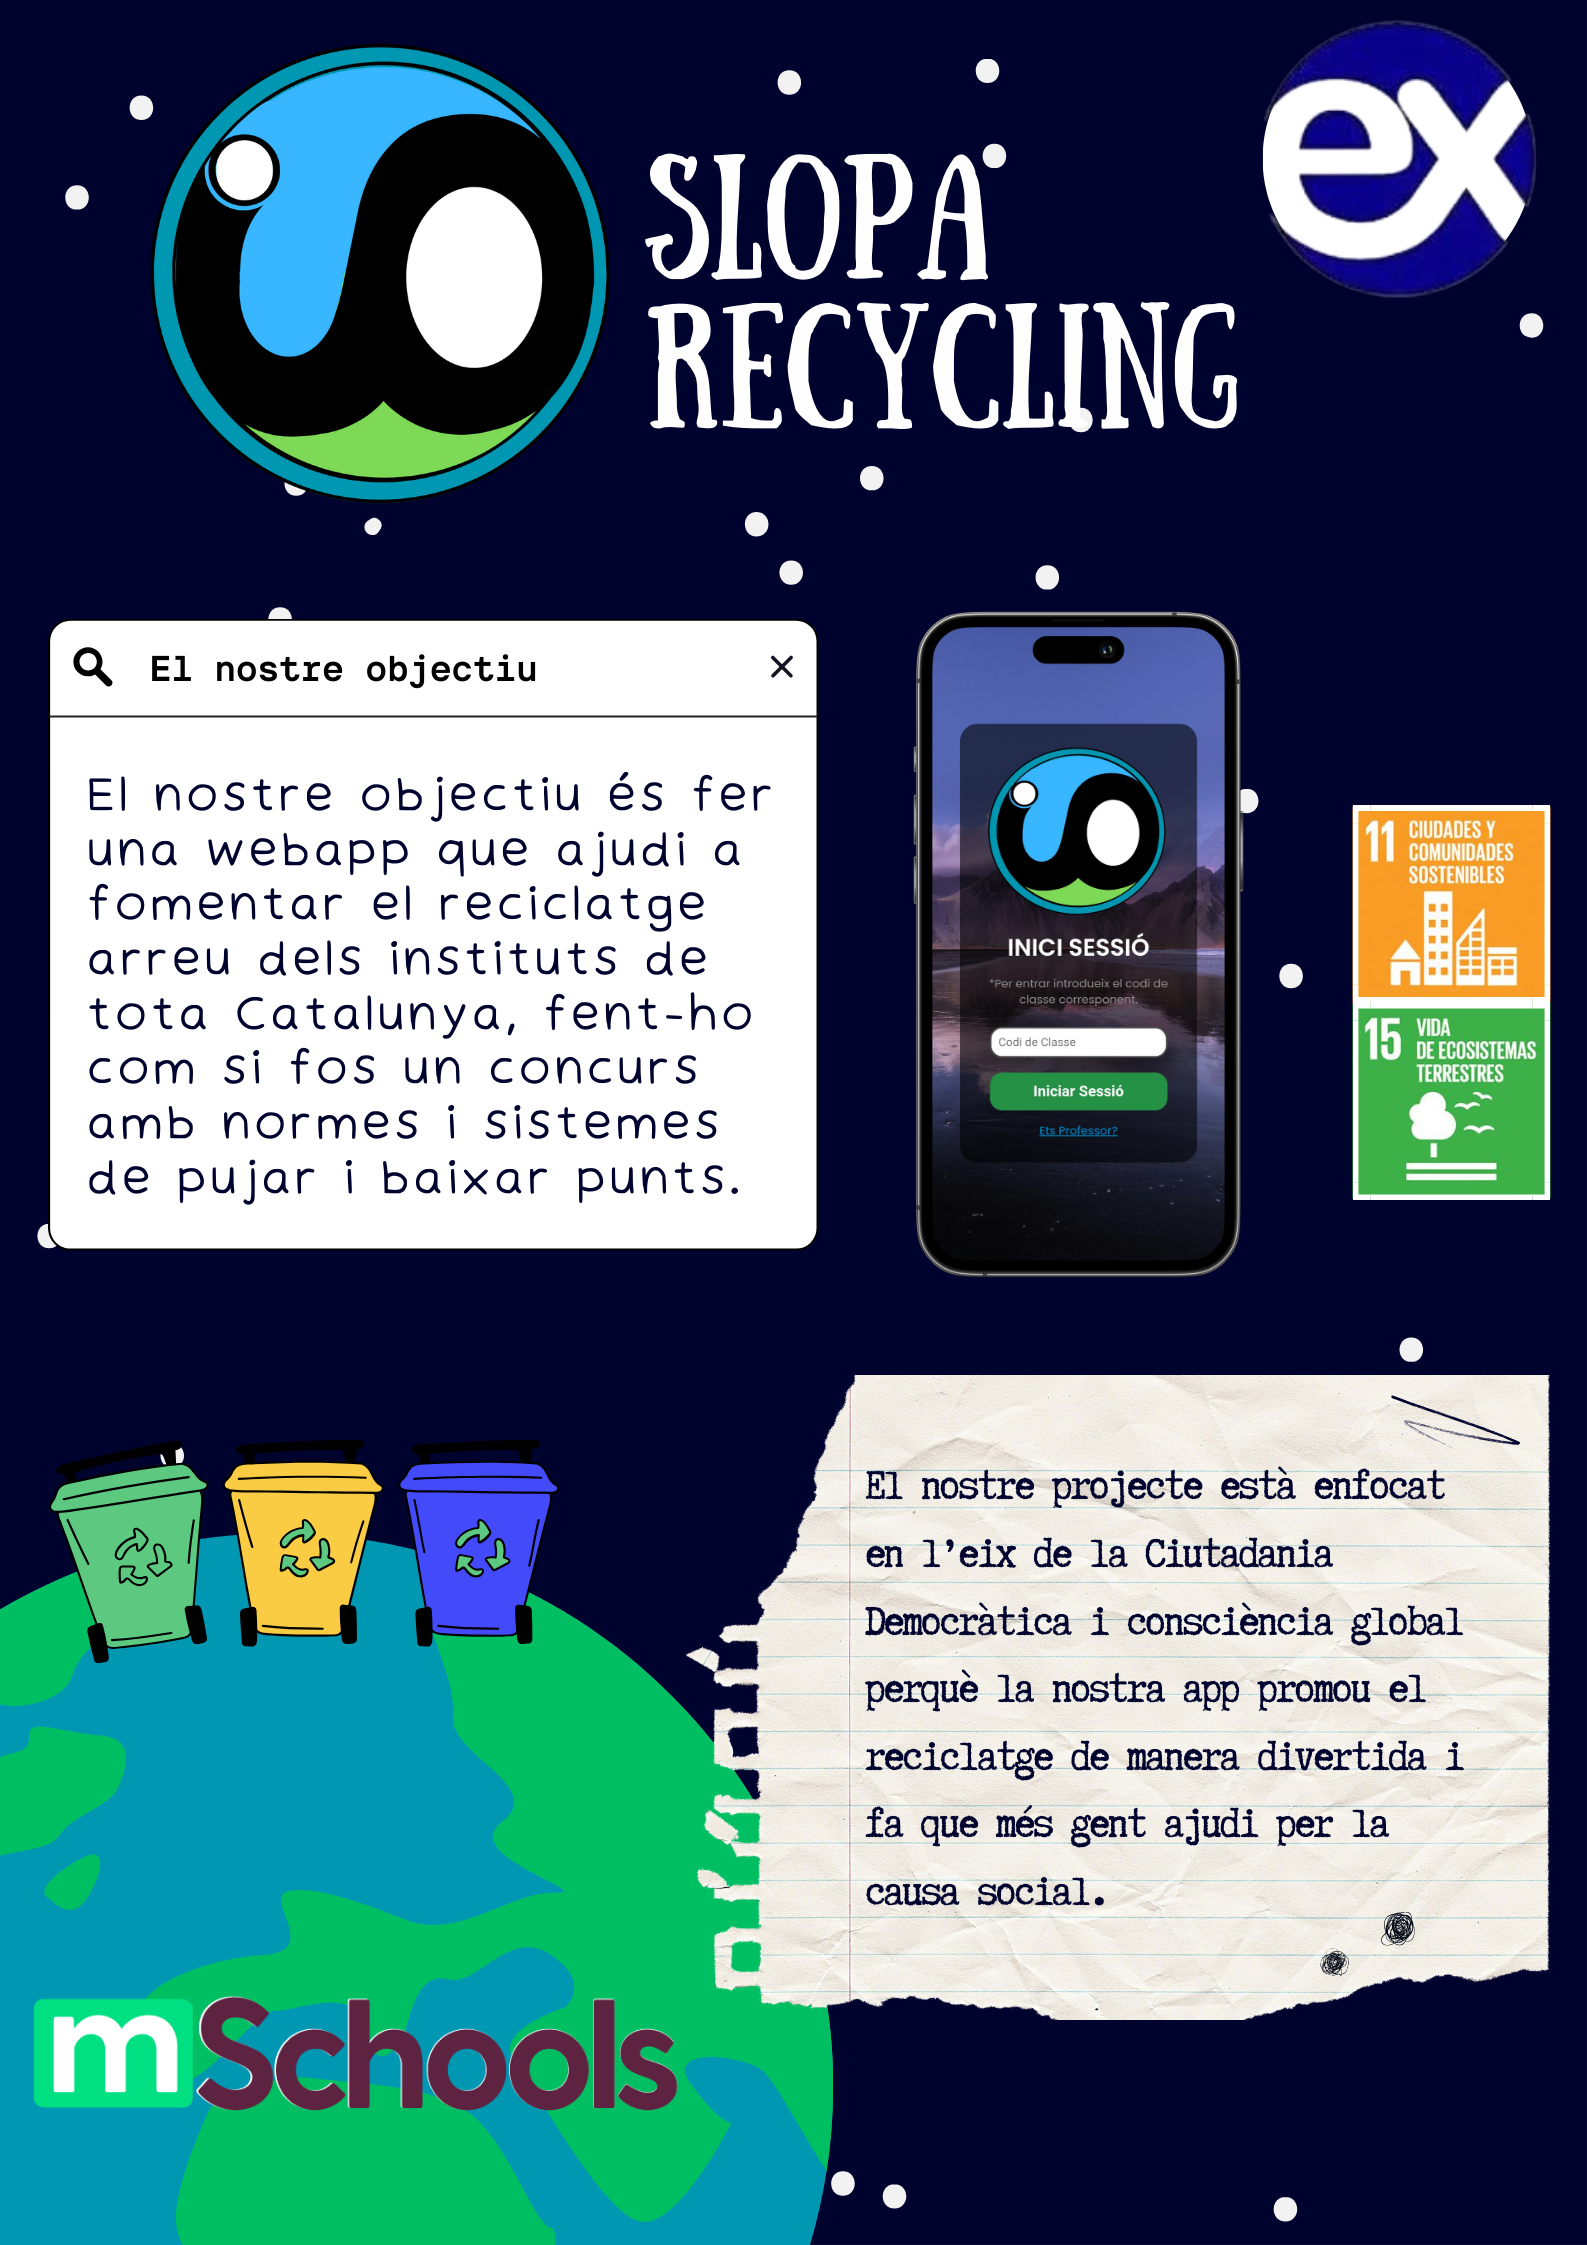 SLOPA
RECYCLING
ex
El nostre objectiu
El nostre objectiu és fer
una webapp que ajudi a
fomentar el reciclatge
arreu dels instituts de
tota Catalunya, fent-ho
com si fos un concurs
amb normes i sistemes
de pujar i baixar punts.
INICI SESSIÓ
*Per entrar introdueix el codi de
classe corresponent.
Codi de Classe
Iniciar Sessió
Ets Professor?
11 CIUDADES Y
COMUNIDADES
SOSTENIBLES
15 VIDA
DE ECOSISTEMAS
TERRESTRES
El nostre projecte està enfocat
en l'eix de la Ciutadania
Democràtica i consciència global
perquè la nostra app promou el
reciclatge de manera divertida i
fa que més gent ajudi per la
causa social.
mSchools